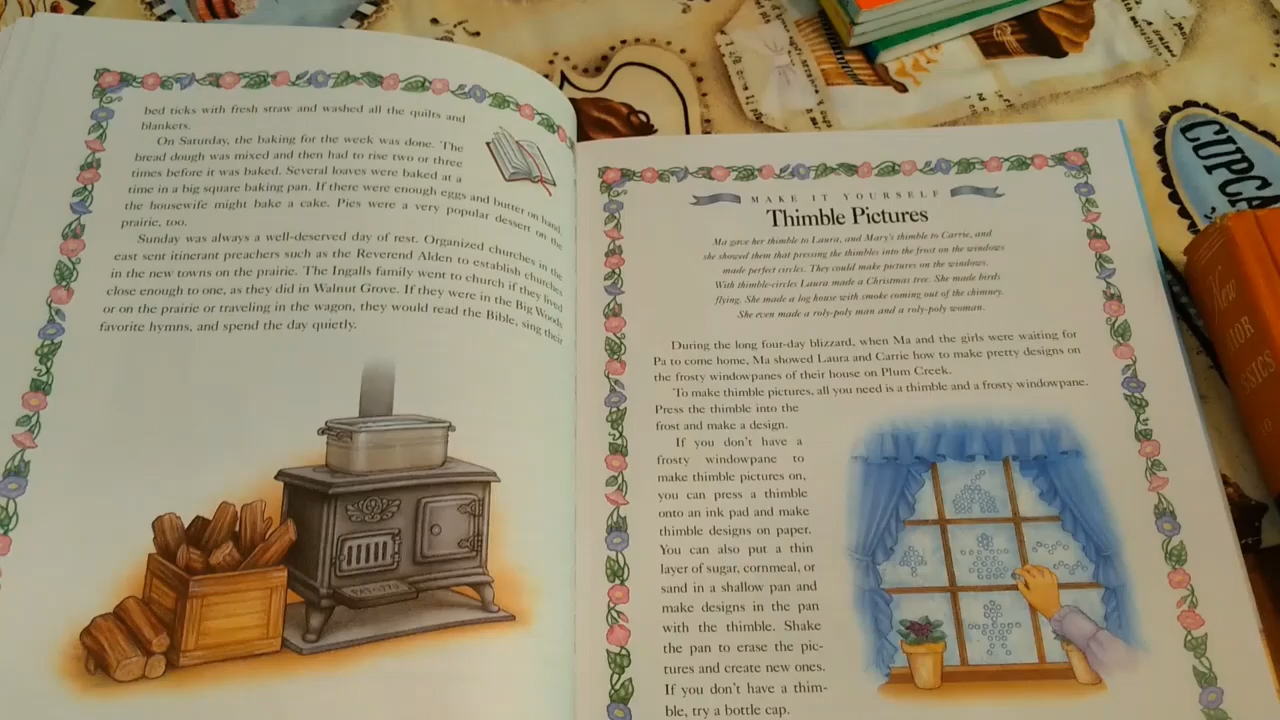 bed ticks with fresh straw and washed all the quilts and
blankets.
On Saturday, the baking for the week was done. The
bread dough was mixed and then had to rise two or three
times before it was baked. Several loaves were baked at a
time in a big square baking pan. If there were enough eggs and butter on hand,
the housewife might bake a cake. Pies were a very popular dessert on the
prairie, too.
Sunday was always a well-deserved day of rest. Organized churches in the
east sent itinerant preachers such as the Reverend Alden to establish churches
in the new towns on the prairie. The Ingalls family went to church if they lived
close enough to one, as they did in Walnut Grove. If they were in the Big Woods
or on the prairie or traveling in the wagon, they would read the Bible, sing their
favorite hymns, and spend the day quietly.
MAKE IT YOURSELF
Thimble Pictures
Ma gave her thimble to Laura, and Mary's thimble to Carrie, and
she showed them that pressing the thimbles into the frost on the windows
made perfect circles. They could make pictures on the windows.
With thimble-circles Laura made a Christmas tree. She made birds
flying. She made a log house with smoke coming out of the chimney.
She even made a roly-poly man and a roly-poly woman.
During the long four-day blizzard, when Ma and the girls were waiting for
Pa to come home, Ma showed Laura and Carrie how to make pretty designs on
the frosty windowpanes of their house on Plum Creek.
To make thimble pictures, all you need is a thimble and a frosty windowpane.
Press the thimble into the
frost and make a design.
If you don't have a
frosty windowpane to
make thimble pictures on,
you can press a thimble
onto an ink pad and make
thimble designs on paper.
You can also put a thin
layer of sugar, cornmeal, or
sand in a shallow pan and
make designs in the pan
with the thimble. Shake
the pan to erase the pic-
tures and create new ones.
If you don't have a thim-
ble, try a bottle cap.
CUPCA
New